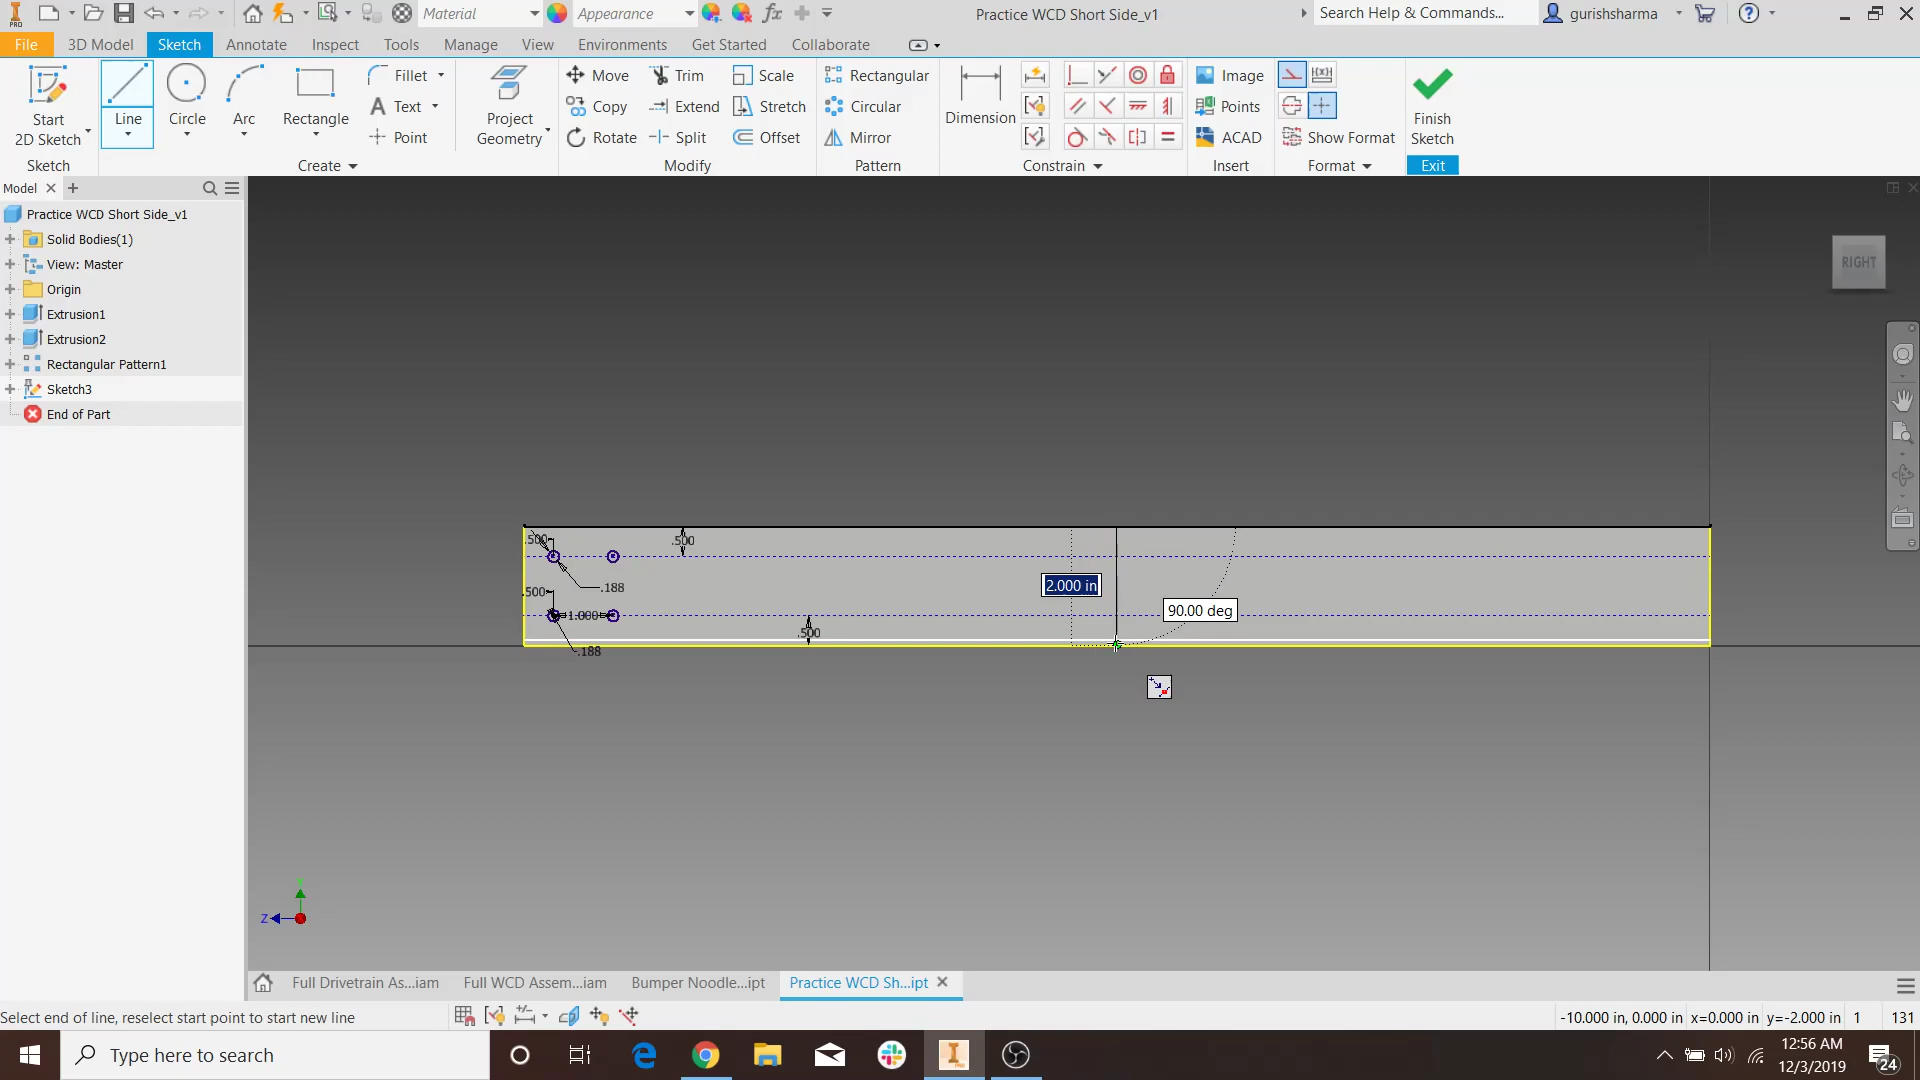 PRO
Material
Appearance
fx
Practice WCD Short Side_v1
Search Help & Commands...
gurishsharma
File
3D Model
Sketch
Annotate
Inspect
Tools
Manage
View
Environments
Get Started
Collaborate
Start
2D Sketch
Line
Circle
Arc
Rectangle
Fillet
Text
Point
Project
Geometry
Move
Copy
Rotate
Trim
Extend
Split
Scale
Stretch
Offset
Rectangular
Circular
Mirror
Dimension
Image
Points
ACAD
Show Format
Finish
Sketch
Sketch
Create
Modify
Pattern
Constrain
Insert
Format
Exit
Model
Practice WCD Short Side_v1
Solid Bodies(1)
View: Master
Origin
Extrusion1
Extrusion2
Rectangular Pattern1
Sketch3
End of Part
RIGHT
.500
.500
.188
2.000 in
.500
1.000
90.00 deg
.500
.188
Z
Full Drivetrain As...iam
Full WCD Assem...iam
Bumper Noodle...ipt
Practice WCD Sh...ipt
Select end of line, reselect start point to start new line
-10.000 in, 0.000 in
x=0.000 in
y=-2.000 in
1
131
Type here to search
12:56 AM
12/3/2019
24